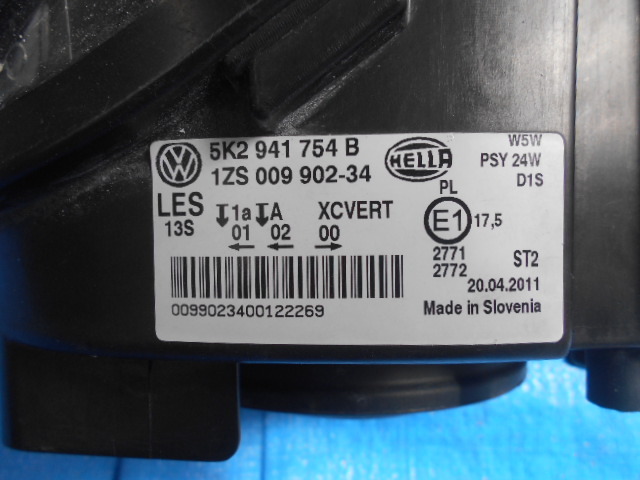 VW 5K2 941 754 B HELLA W5W
1ZS 009 902-34 PSY 24W
D1S
LES 1a A XCVERT PL
13S 01 02 00 E1 17,5
2771
2772 ST2
20.04.2011
0099023400122269 Made in Slovenia